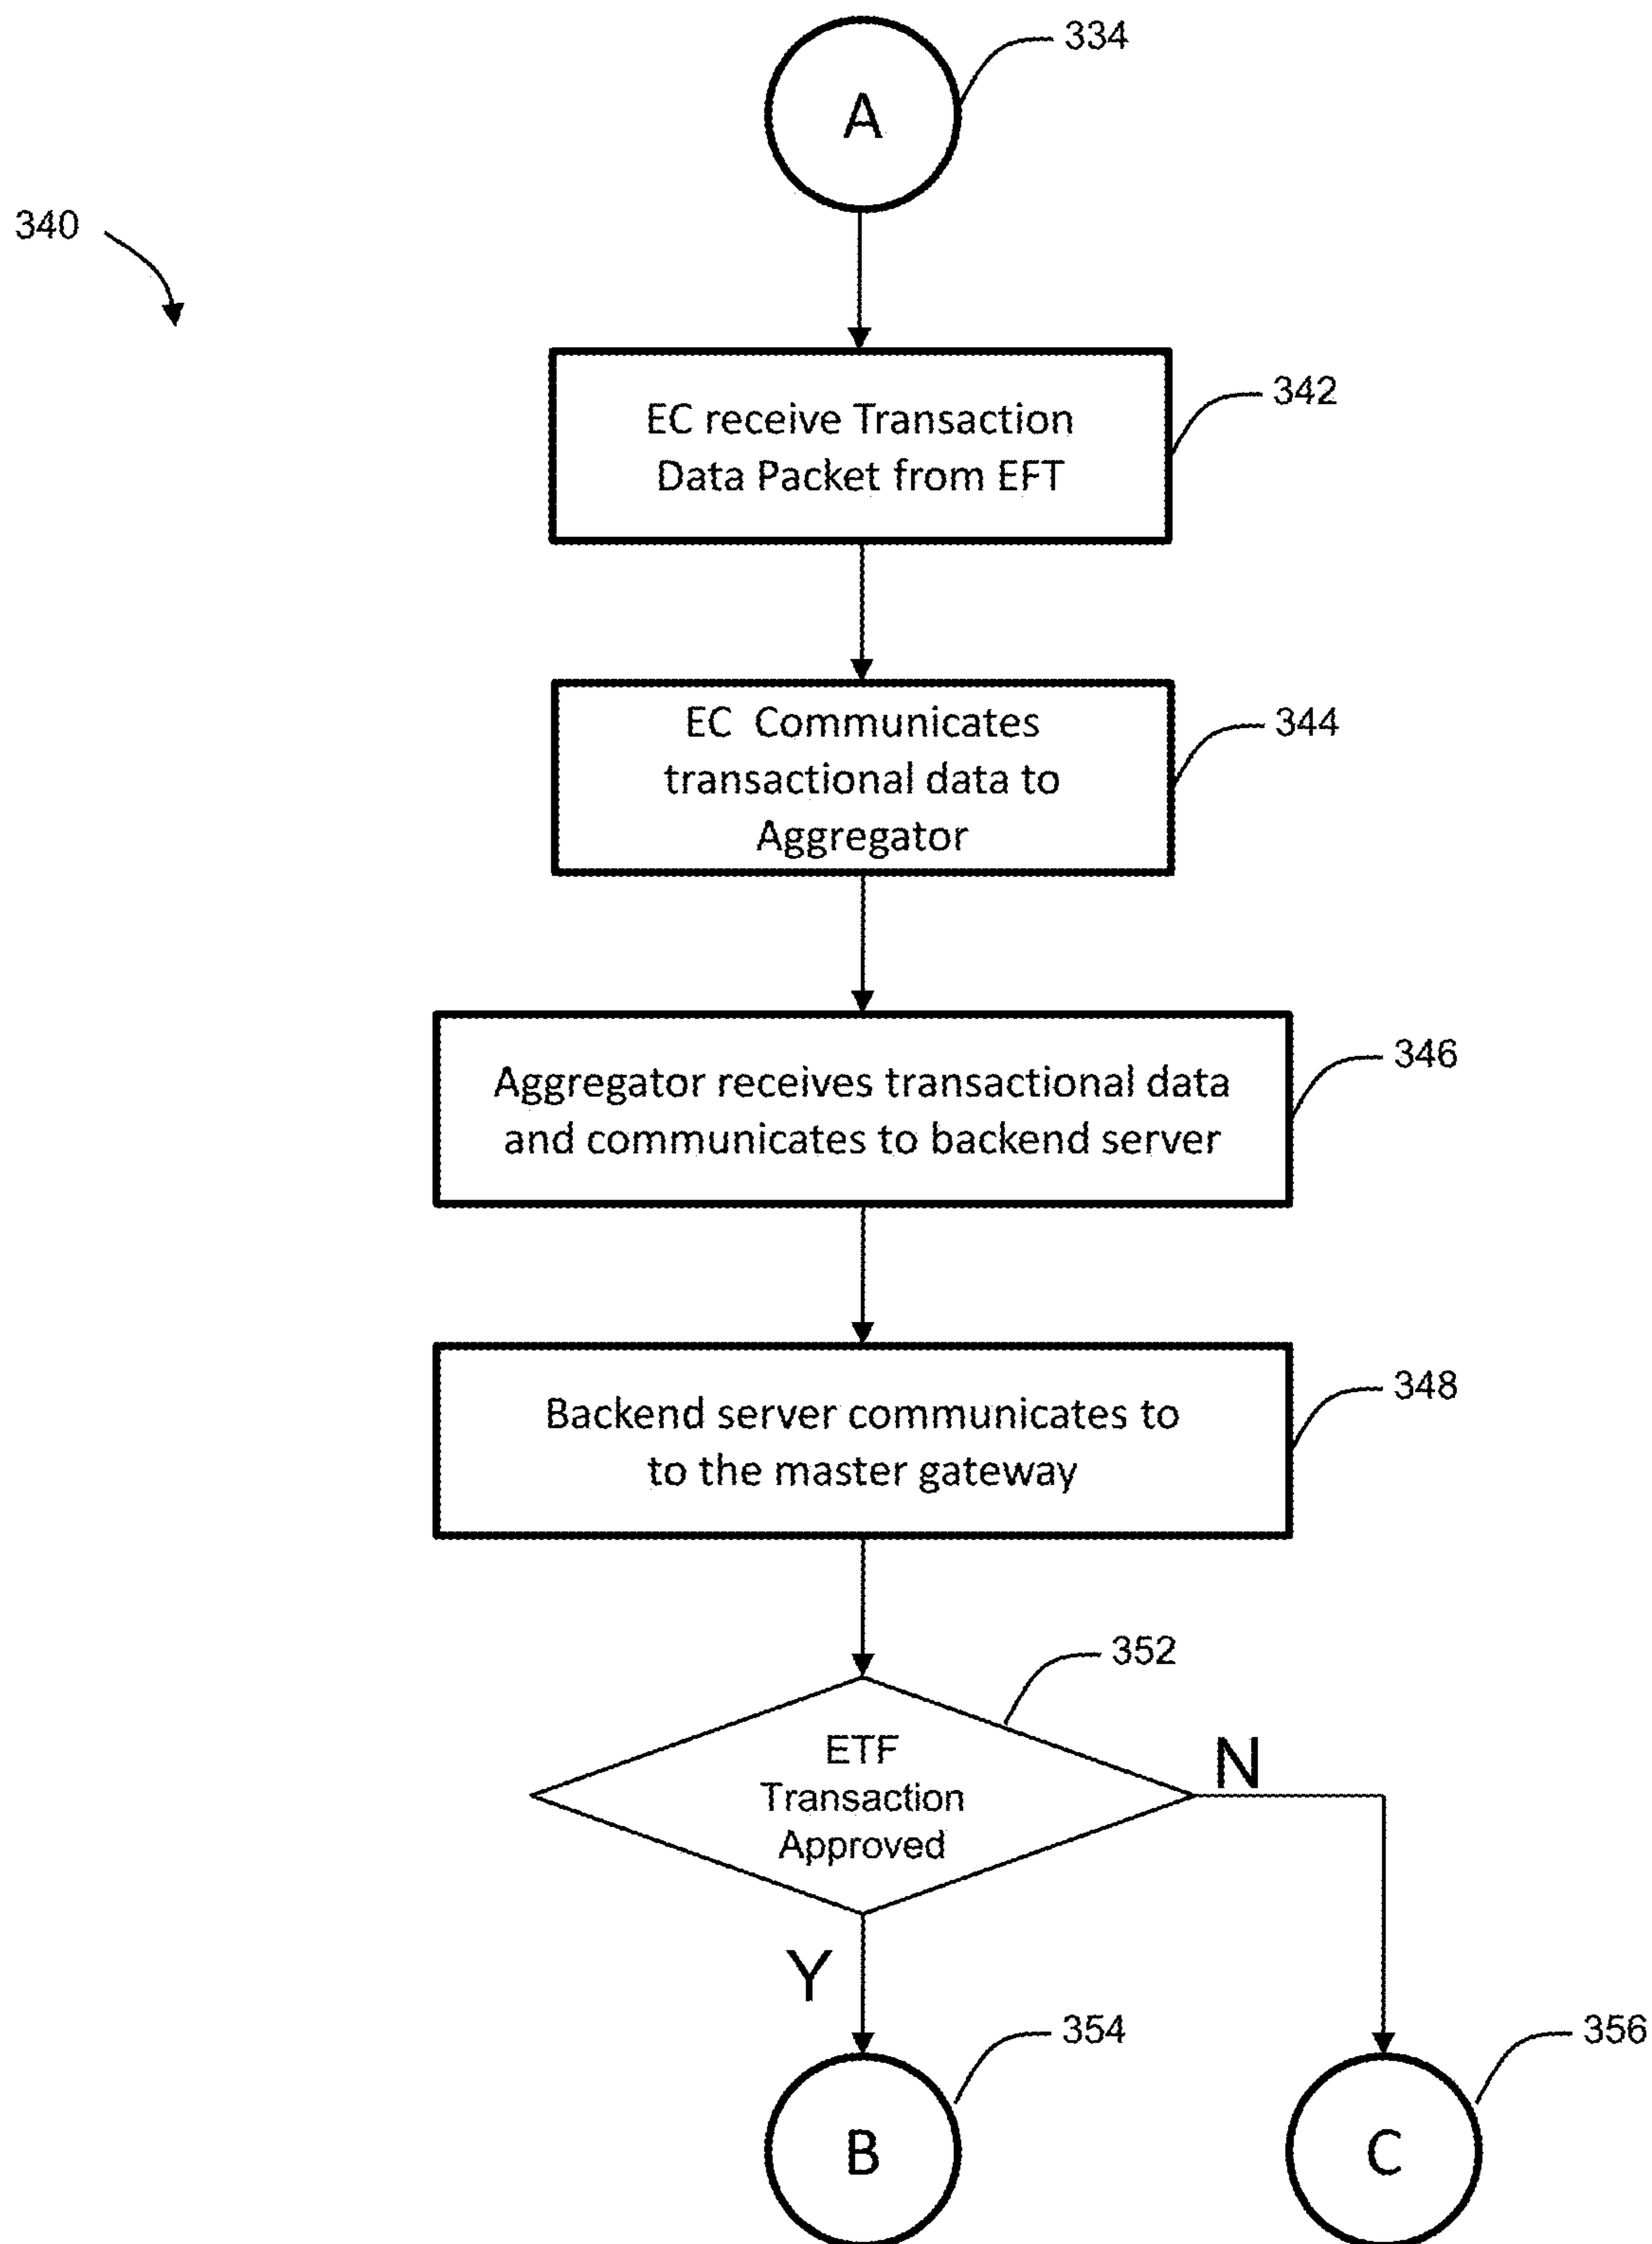 334
A
340
342
EC receive Transaction
Data Packet from EFT
344
EC Communicates
transactional data to
Aggregator
346
Aggregator receives transactional data
and communicates to backend server
348
Backend server communicates to
to the master gateway
352
ETF
Transaction
Approved
N
Y
354
356
B
C